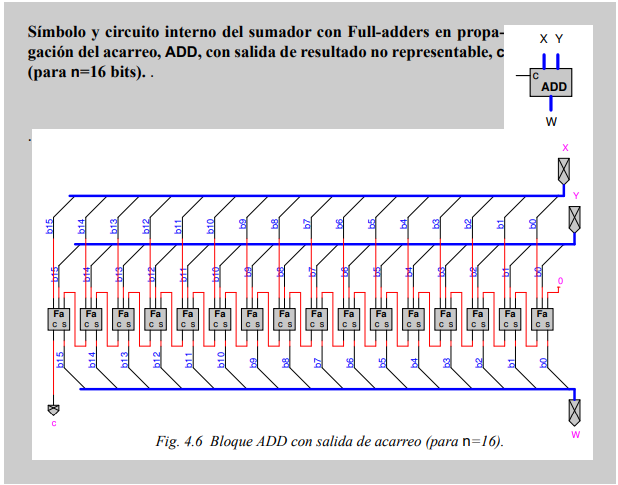 Símbolo y circuito interno del sumador con Full-adders en propa-
gación del acarreo, ADD, con salida de resultado no representable, c
(para n=16 bits). .
X Y
C
ADD
W
.
X
Y
b15 b14 b13 b12 b11 b10 b9 b8 b7 b6 b5 b4 b3 b2 b1 b0
b15 b14 b13 b12 b11 b10 b9 b8 b7 b6 b5 b4 b3 b2 b1 b0
0
Fa Fa Fa Fa Fa Fa Fa Fa Fa Fa Fa Fa Fa Fa Fa Fa
C S C S C S C S C S C S C S C S C S C S C S C S C S C S C S C S
b15 b14 b13 b12 b11 b10 b9 b8 b7 b6 b5 b4 b3 b2 b1 b0
C
W
Fig. 4.6 Bloque ADD con salida de acarreo (para n=16).